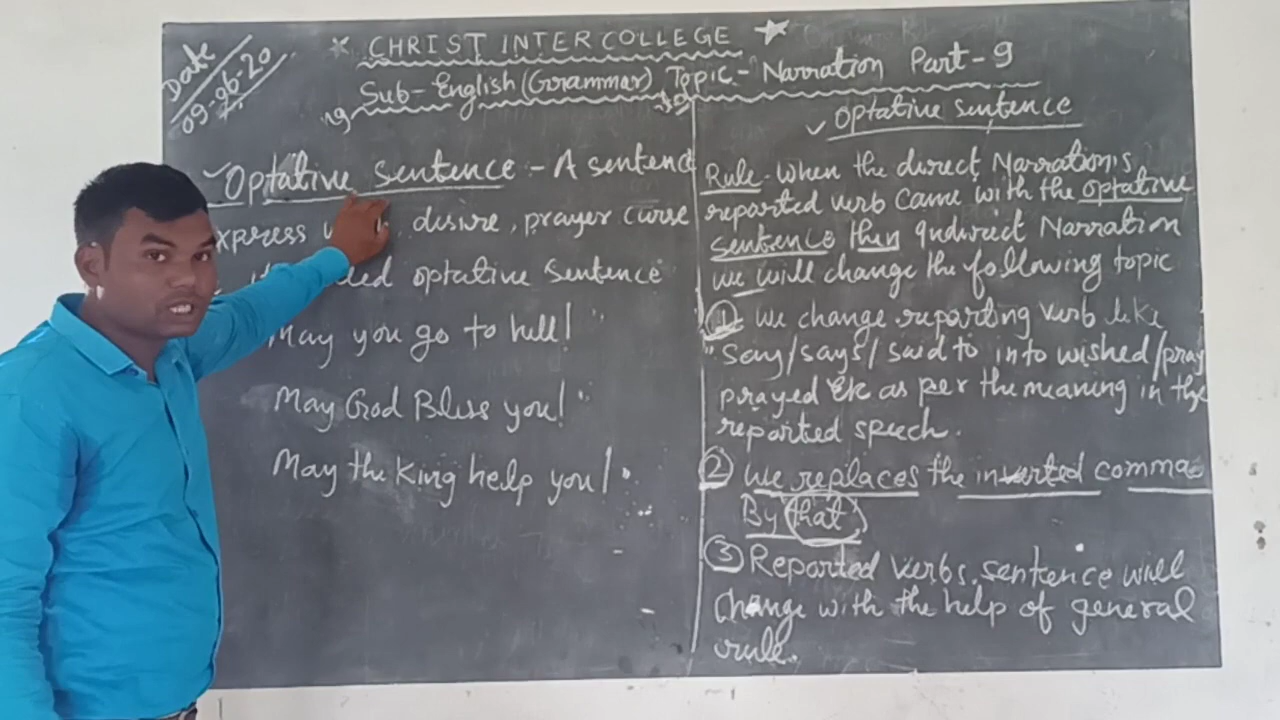 Date
09-06-20
CHRIST INTER COLLEGE
Sub- English (Grammar) Topic - Narration Part - 9
Optative Sentence - A sentenc
xpress desire, prayer curse
optative Sentence
May you go to hell!"
May God Bless you!"
May the King help you!"
optative sentence
Rule - When the direct Narration's
reported verb Came with the optative
sentence then Indirect Narration
we will change the following topic
① We change reporting verb like
"Say/says/said to into wished/pray
prayed Etc as per the meaning in the
reported speech.
② We replaces the inverted comma
By that
③ Reported verbs. sentence will
Change with the help of general
rule.